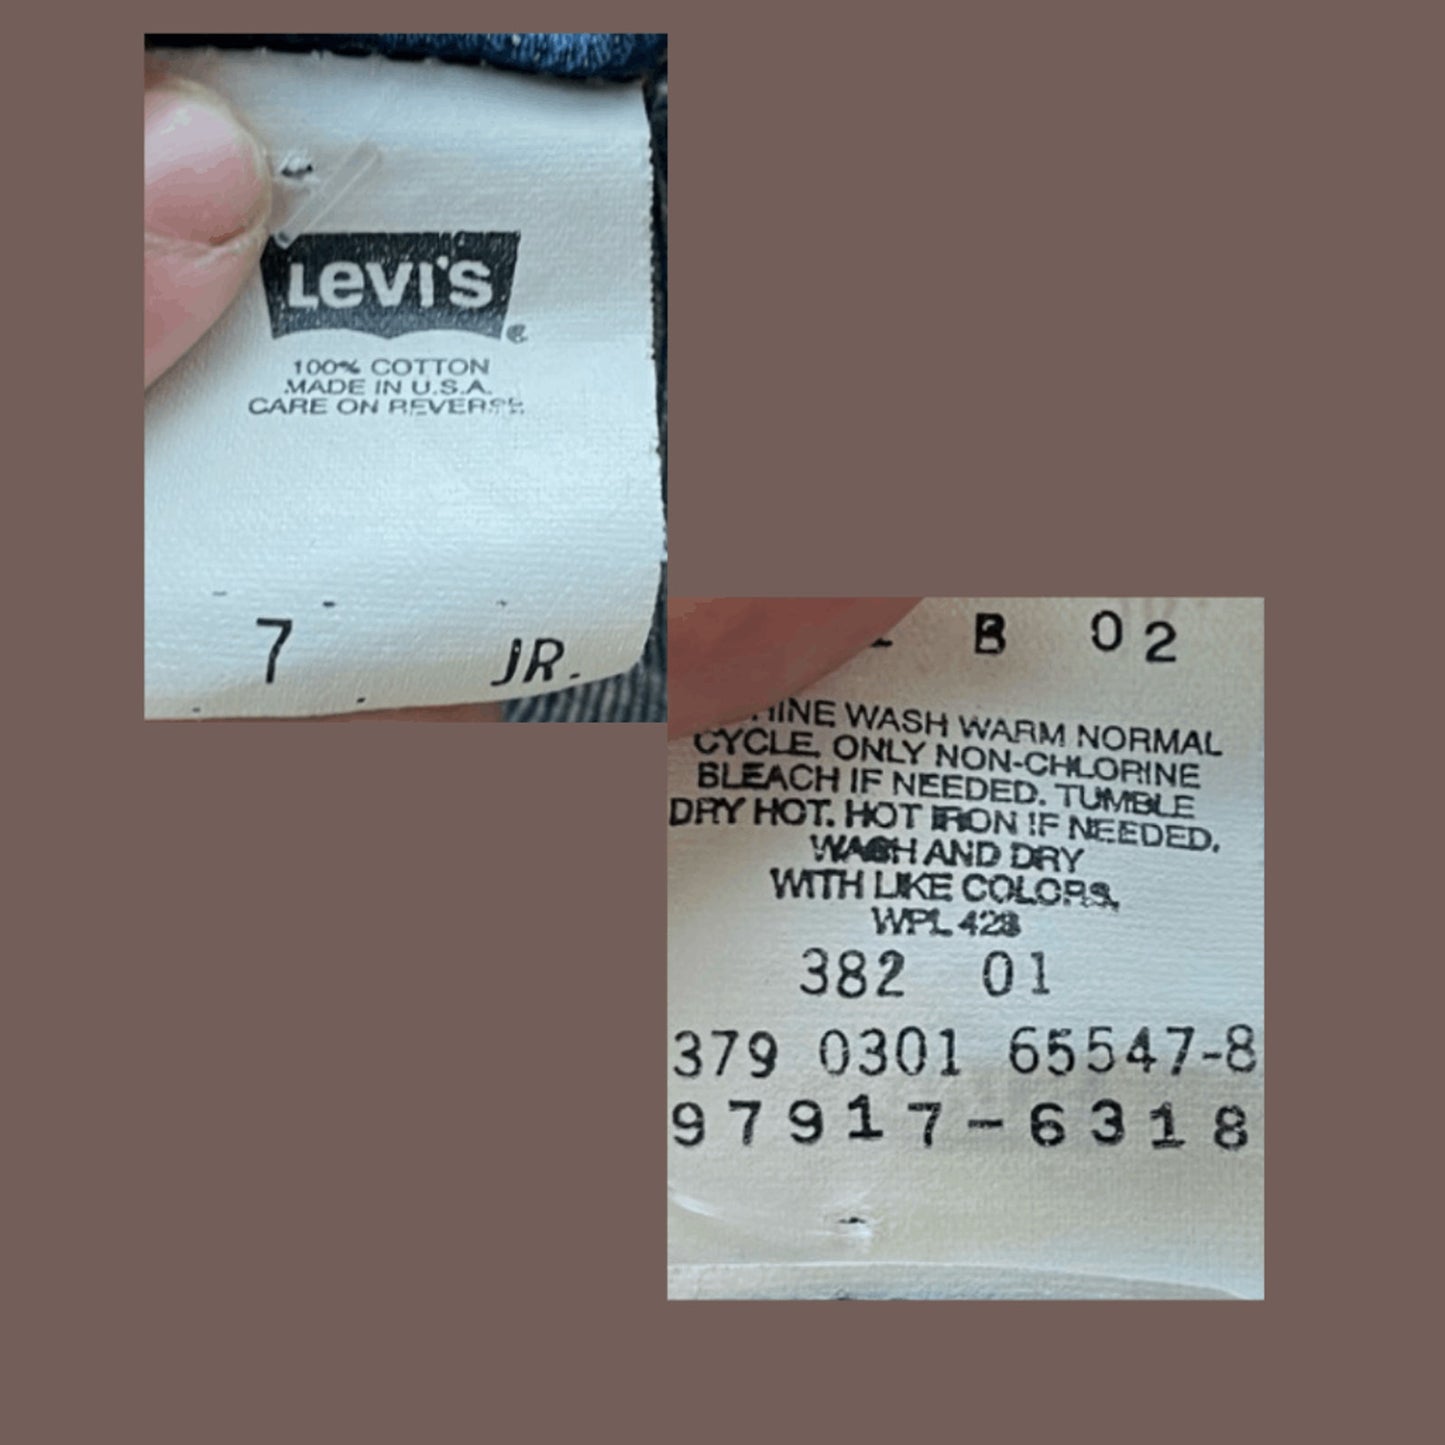 Levi's
100% COTTON
MADE IN U.S.A.
CARE ON REVERSE
7 JR.
B 02
WASH WARM NORMAL
CYCLE. ONLY NON-CHLORINE
BLEACH IF NEEDED. TUMBLE
DRY HOT. HOT IRON IF NEEDED.
WASH AND DRY
WITH LIKE COLORS.
WPL 423
382 01
379 0301 65547-8
97917-6318